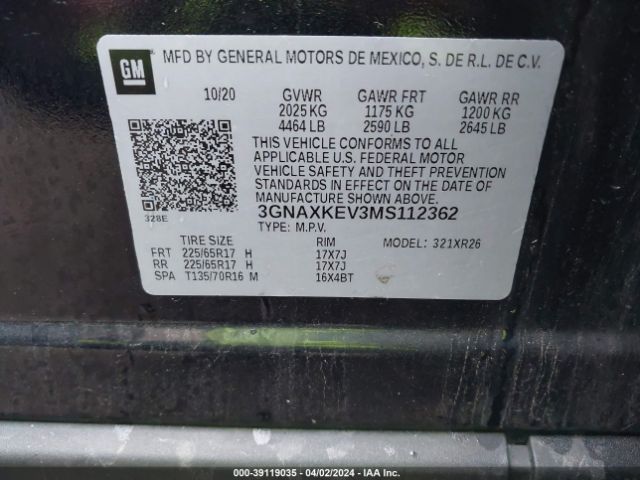 GM MFD BY GENERAL MOTORS DE MEXICO, S. DE R.L. DE C.V.
10/20 GVWR GAWR FRT GAWR RR
2025 KG 1175 KG 1200 KG
4464 LB 2590 LB 2645 LB
THIS VEHICLE CONFORMS TO ALL
APPLICABLE U.S. FEDERAL MOTOR
VEHICLE SAFETY AND THEFT PREVENTION
STANDARDS IN EFFECT ON THE DATE OF
MANUFACTURE SHOWN ABOVE.
328E 3GNAXKEV3MS112362
TYPE: M.P.V.
TIRE SIZE RIM MODEL: 321XR26
FRT 225/65R17 H 17X7J
RR 225/65R17 H 17X7J
SPA T135/70R16 M 16X4BT
000-39119035 - 04/02/2024 - IAA Inc.